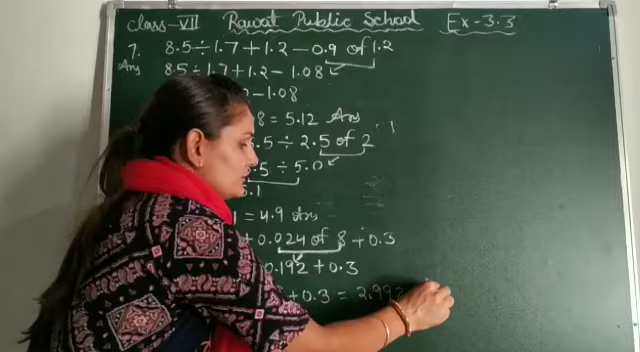 Class-VII Rawat Public School Ex-3.3
7. 8.5÷1.7+1.2-0.9 of 1.2
Ans 8.5÷1.7+1.2-1.08
-1.08
8=5.12 Ans
.5÷2.5 of 2
.5÷5.0
.1
1=4.9 Ans
+0.024 of 8+0.3
0.192+0.3
+0.3=2.992